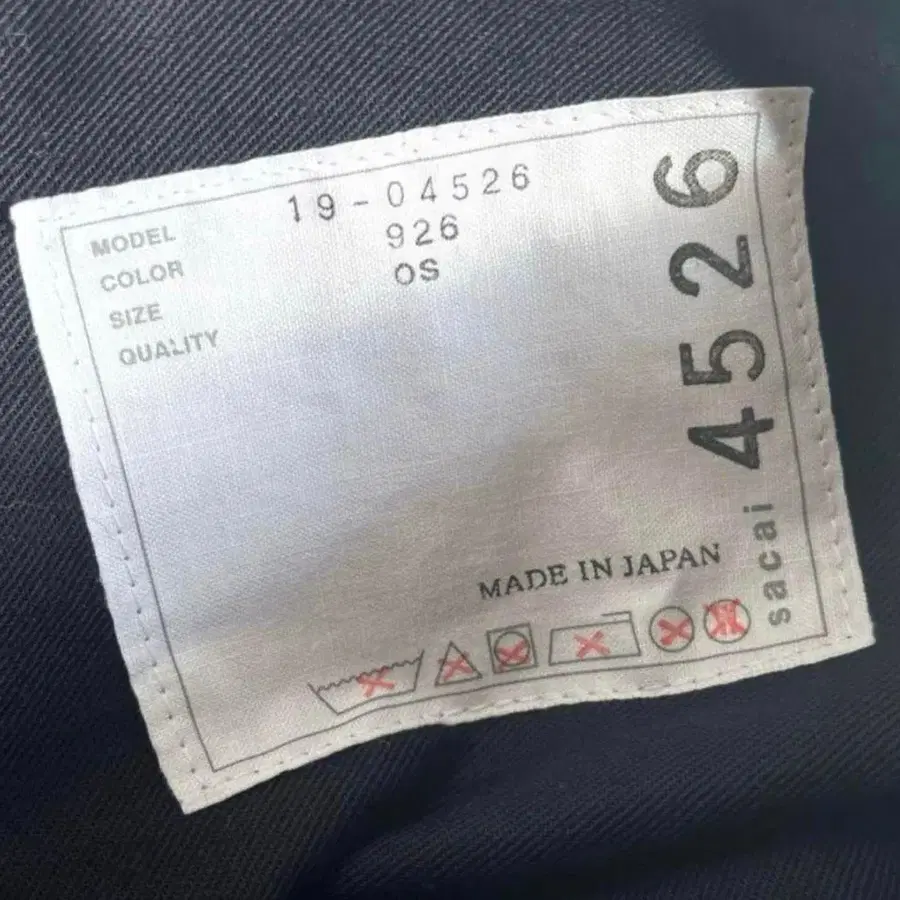 MODEL 19-04526
COLOR 926
SIZE OS
QUALITY
MADE IN JAPAN
sacai 4526